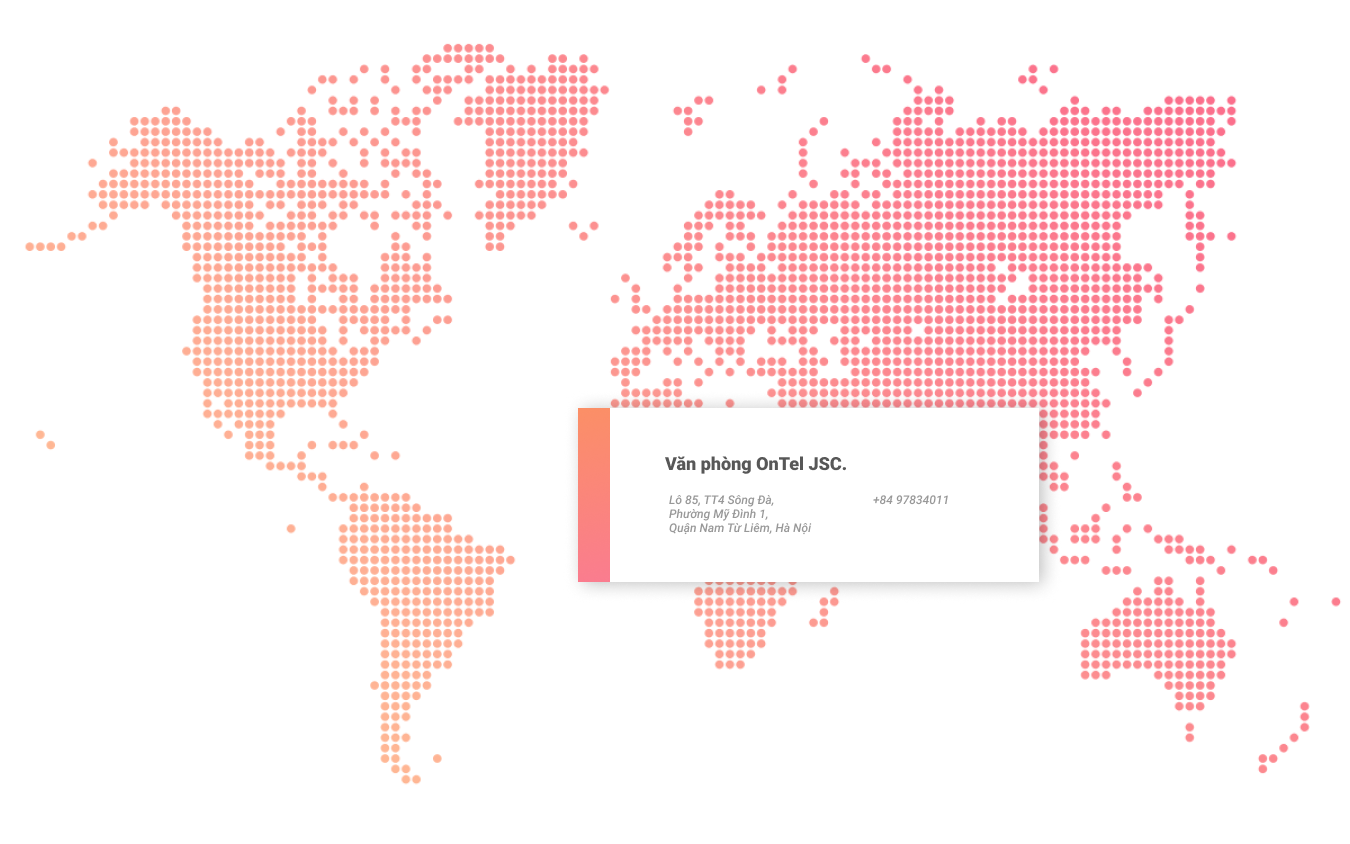 Văn phòng OnTel JSC.
Lô 85, TT4 Sông Đà,
Phường Mỹ Đình 1,
Quận Nam Từ Liêm, Hà Nội
+84 97834011